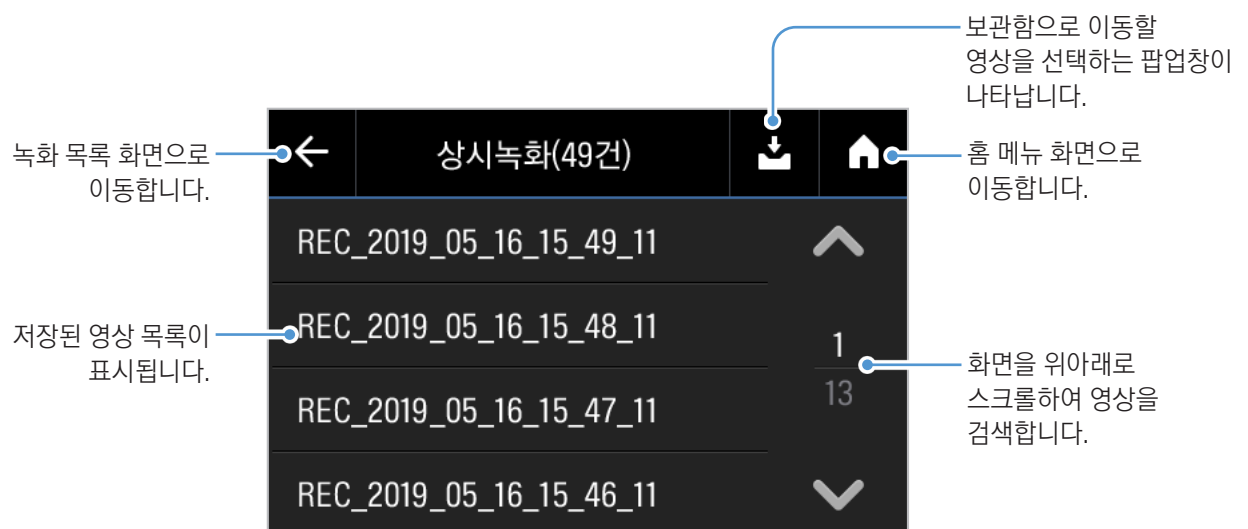 보관함으로 이동할
영상을 선택하는 팝업창이
나타납니다.
녹화 목록 화면으로
이동합니다.
상시녹화(49건)
홈 메뉴 화면으로
이동합니다.
REC_2019_05_16_15_49_11
저장된 영상 목록이
표시됩니다.
REC_2019_05_16_15_48_11
1
13
화면을 위아래로
스크롤하여 영상을
검색합니다.
REC_2019_05_16_15_47_11
REC_2019_05_16_15_46_11